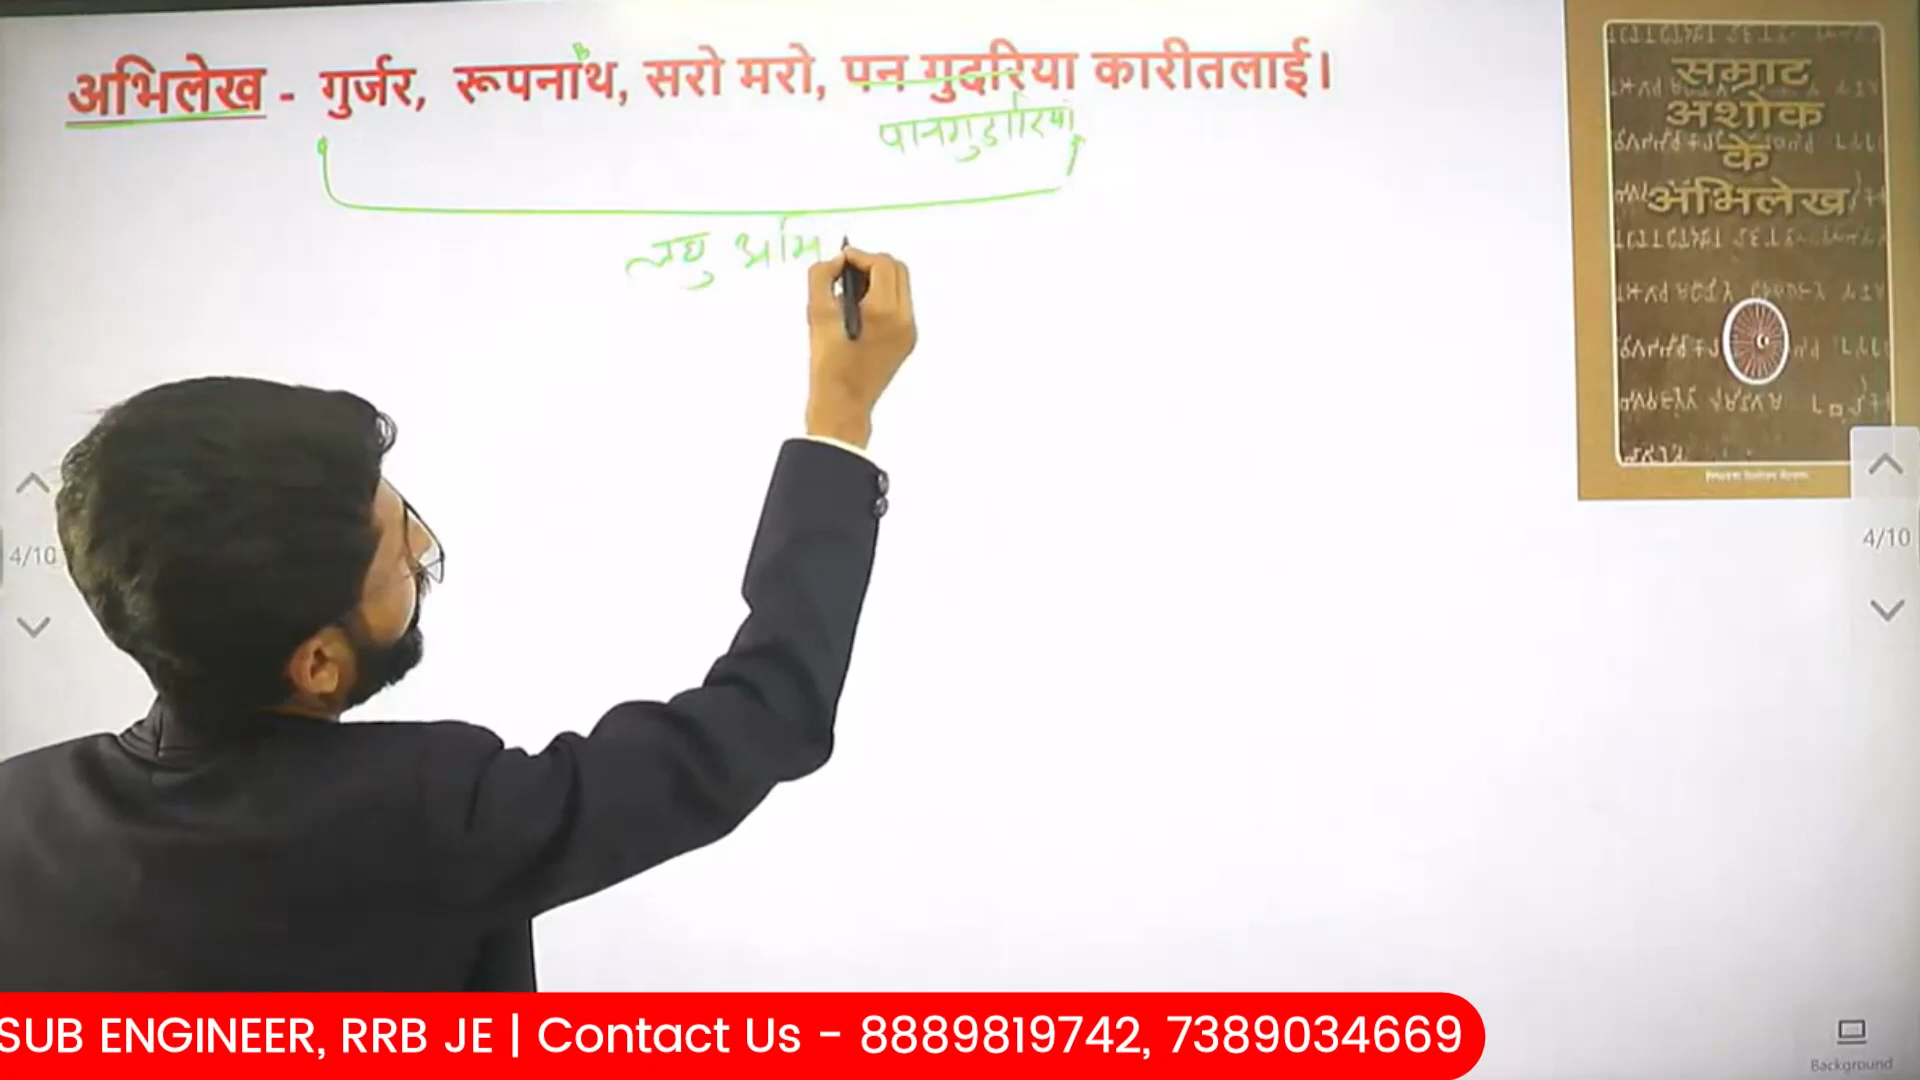 अभिलेख - गुर्जर, रूपनाथ, सरो मरो, पन गुदरिया कारीतलाई।
पानगुडारिया
लघु अभि
सम्राट
अशोक
के
अभिलेख
4/10
4/10
SUB ENGINEER, RRB JE | Contact Us - 8889819742, 7389034669
Background